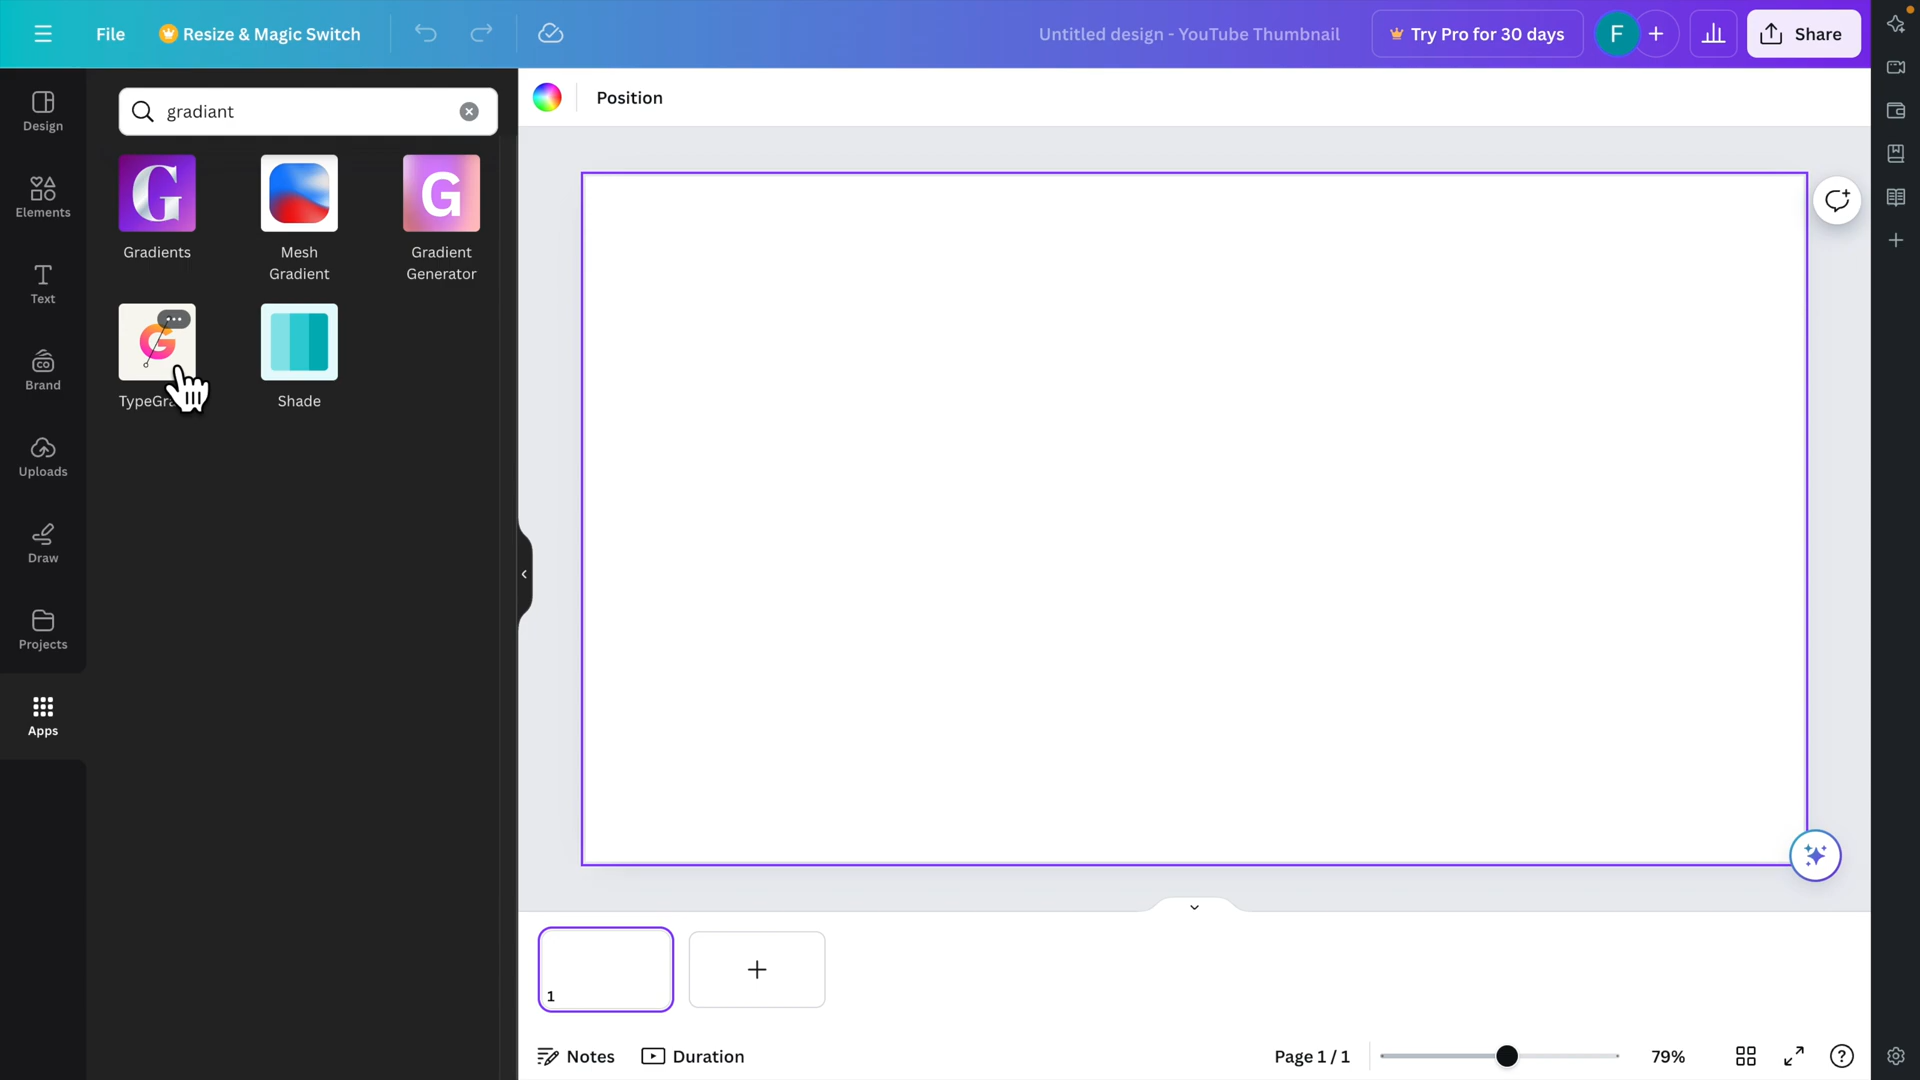 File
Resize & Magic Switch
Untitled design - YouTube Thumbnail
Try Pro for 30 days
F
Share
Design
Elements
Text
CO
Brand
Uploads
Draw
Projects
Apps
gradiant
G
Gradients
Mesh
Gradient
G
Gradient
Generator
G
Shade
Position
1
Notes
Duration
Page 1 / 1
79%